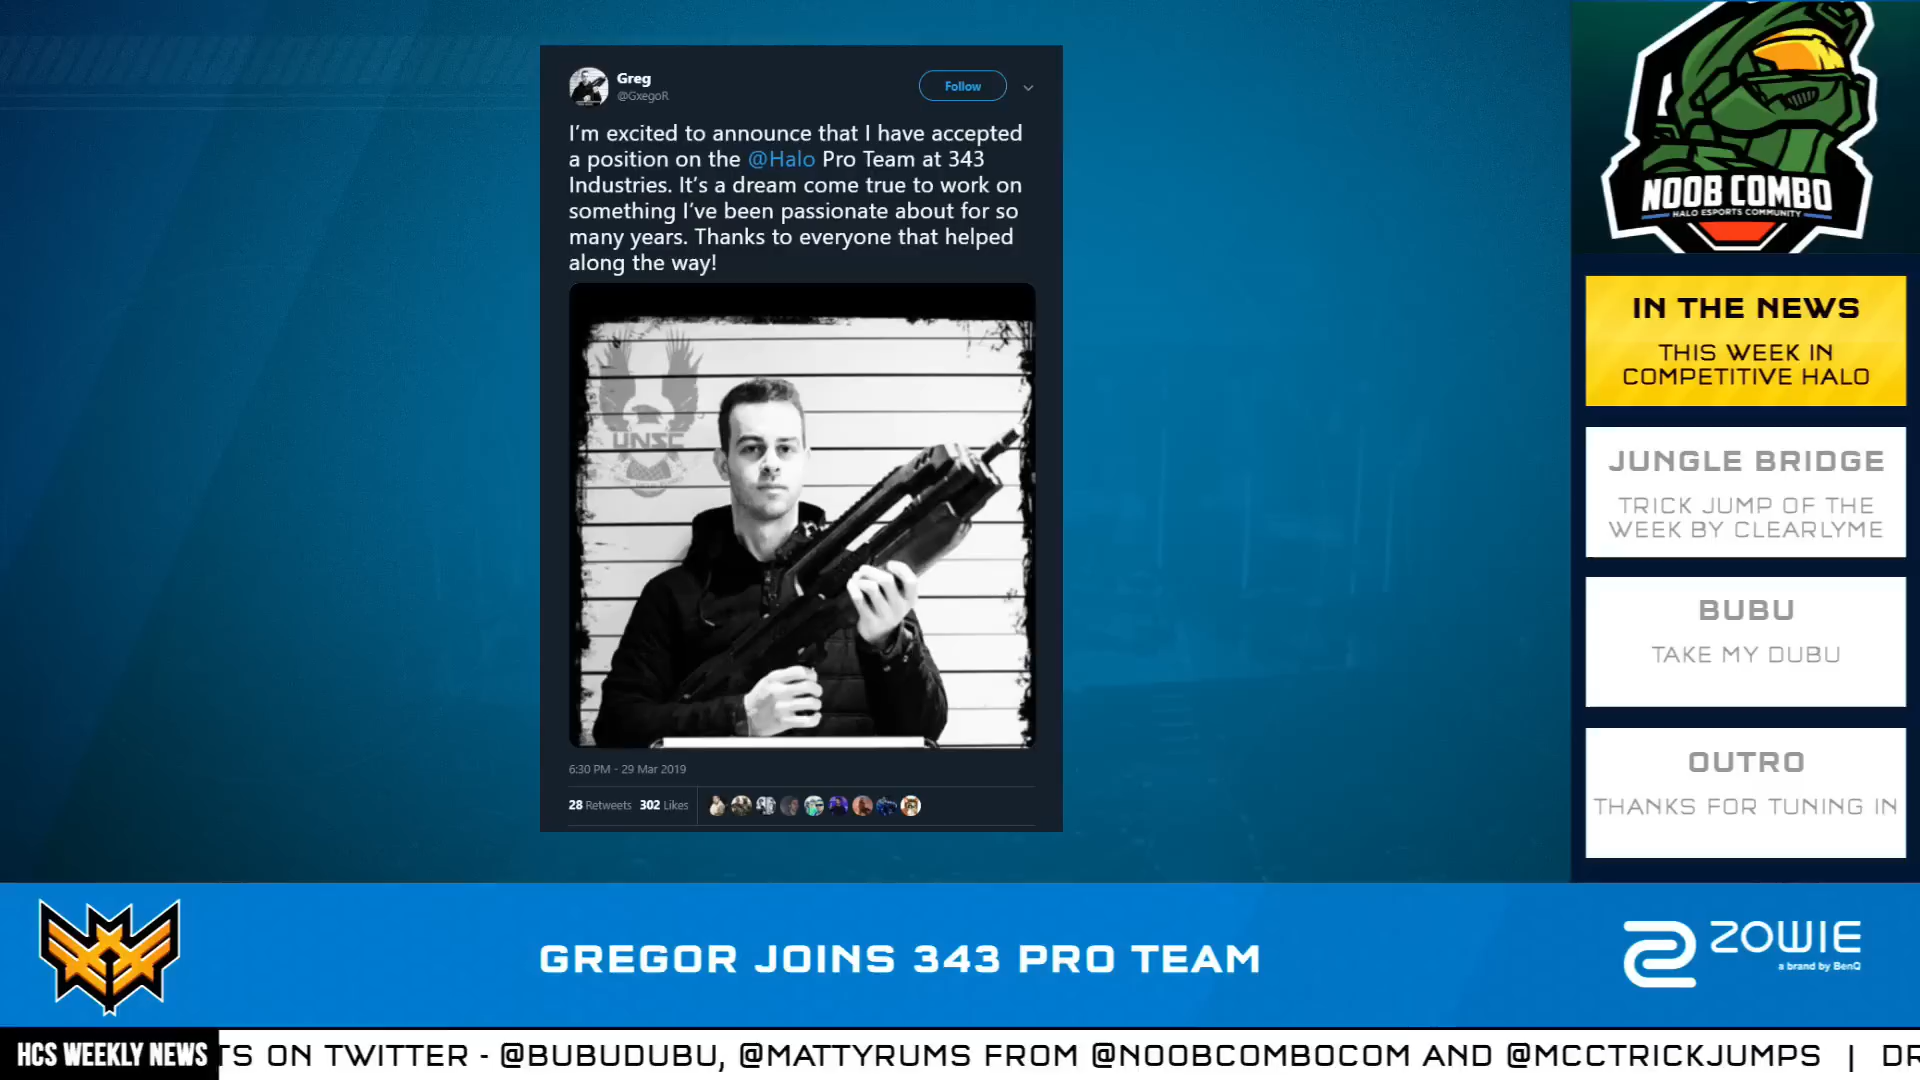 Greg
@GxegoR
Follow
I'm excited to announce that I have accepted
a position on the @Halo Pro Team at 343
Industries. It's a dream come true to work on
something I've been passionate about for so
many years. Thanks to everyone that helped
along the way!
UNSC
6:30 PM - 29 Mar 2019
28 Retweets 302 Likes
NOOB COMBO
HALO ESPORTS COMMUNITY
IN THE NEWS
THIS WEEK IN
COMPETITIVE HALO
JUNGLE BRIDGE
TRICK JUMP OF THE
WEEK BY CLEARLYME
BUBU
TAKE MY DUBU
OUTRO
THANKS FOR TUNING IN
GREGOR JOINS 343 PRO TEAM
ZOWIE
a brand by BenQ
HCS WEEKLY NEWS
TS ON TWITTER - @BUBUDUBU, @MATTYRUMS FROM @NOOBCOMBOCOM AND @MCCTRICKJUMPS | DR